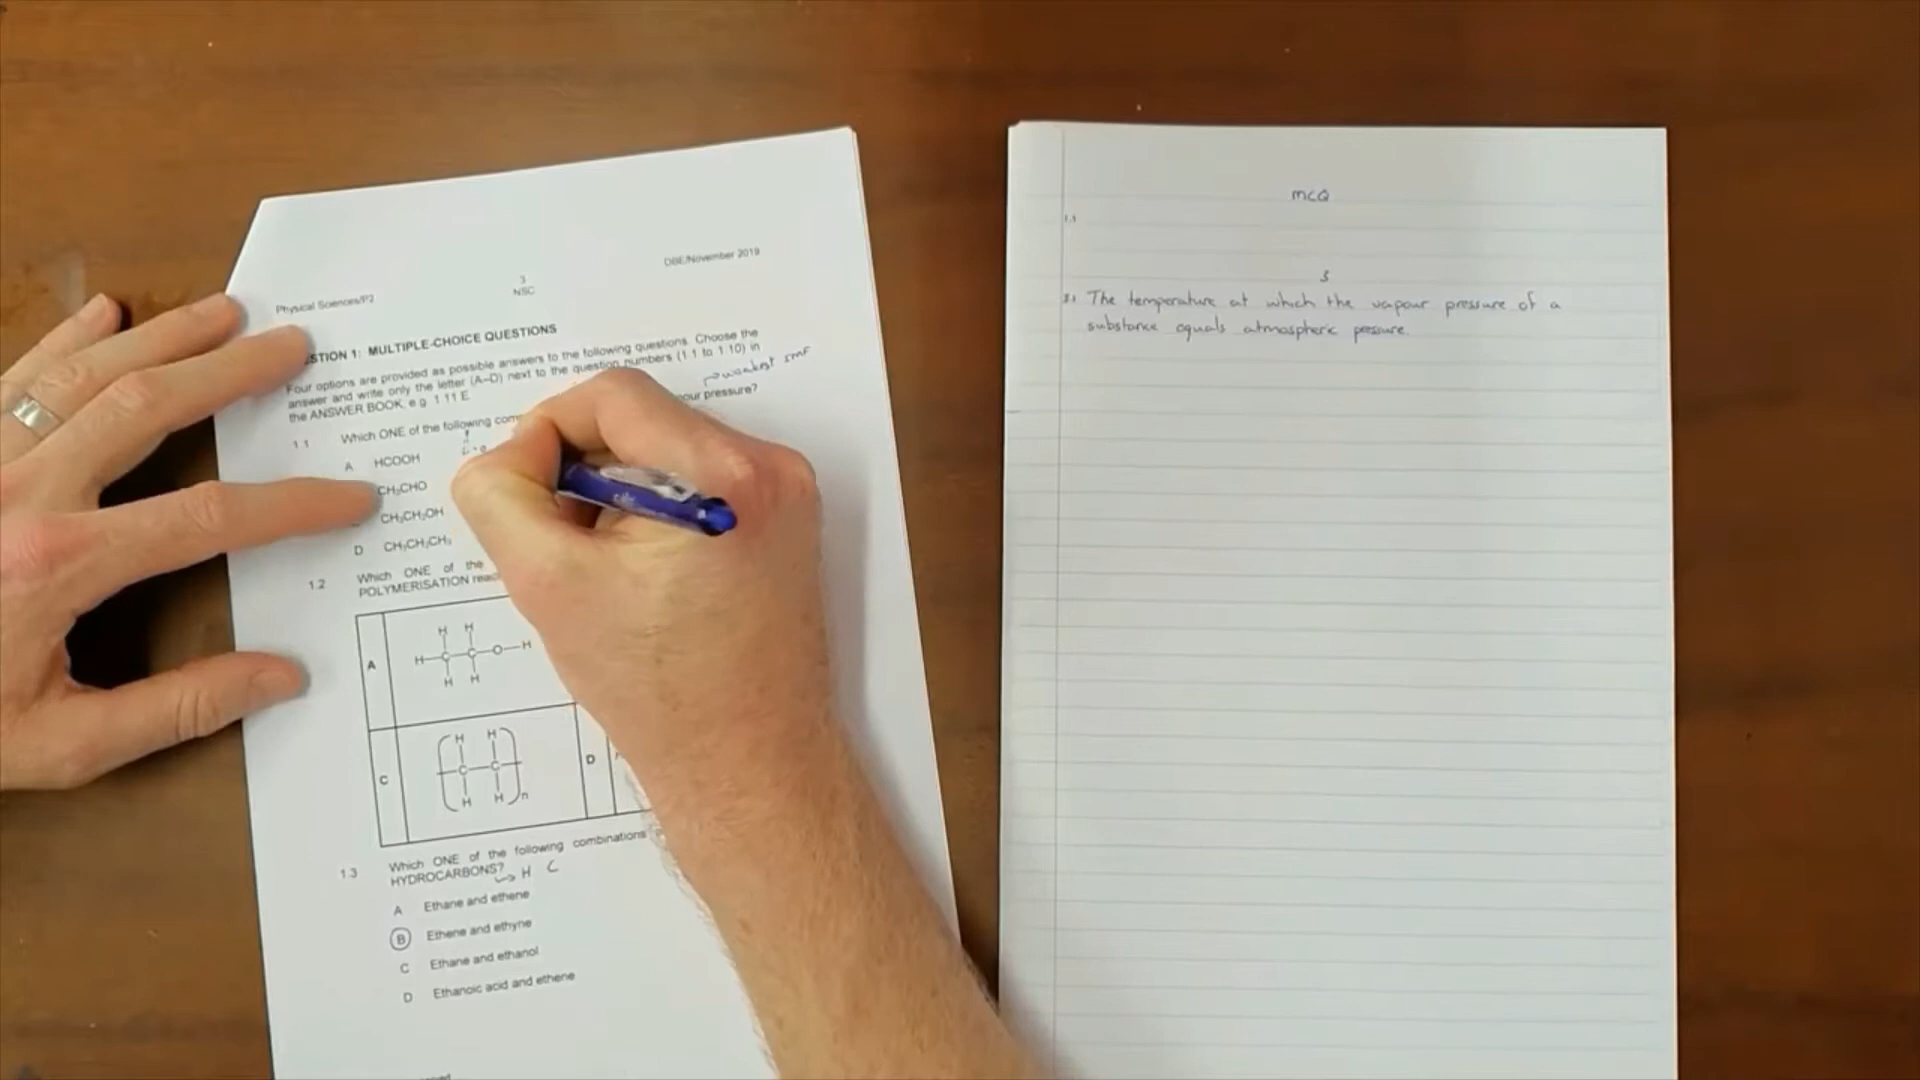 DBE/November 2019
Physical Sciences/P2
3
NSC
STION 1: MULTIPLE-CHOICE QUESTIONS
Four options are provided as possible answers to the following questions. Choose the
answer and write only the letter (A–D) next to the question numbers (1.1 to 1.10) in
the ANSWER BOOK, e.g. 1.11 E.
weakest IMF
1.1 Which ONE of the following com our pressure?
A HCOOH
CH₃CHO
CH₃CH₂OH
D CH₃CH₂CH₃
1.2 Which ONE of the
POLYMERISATION reac
A
H H
H C C O H
H H
C
H H
C C
H H n
D
1.3 Which ONE of the following combinations
HYDROCARBONS?
H C
A Ethane and ethene
B Ethene and ethyne
C Ethane and ethanol
D Ethanoic acid and ethene
MCQ
1.1
3
3.1 The temperature at which the vapour pressure of a
substance equals atmospheric pressure.